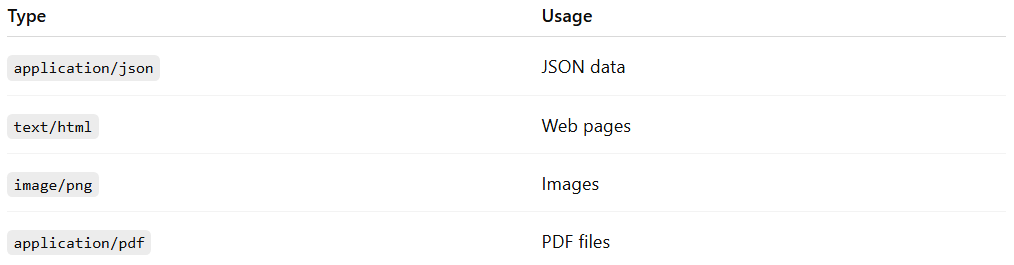 Type Usage
application/json JSON data
text/html Web pages
image/png Images
application/pdf PDF files